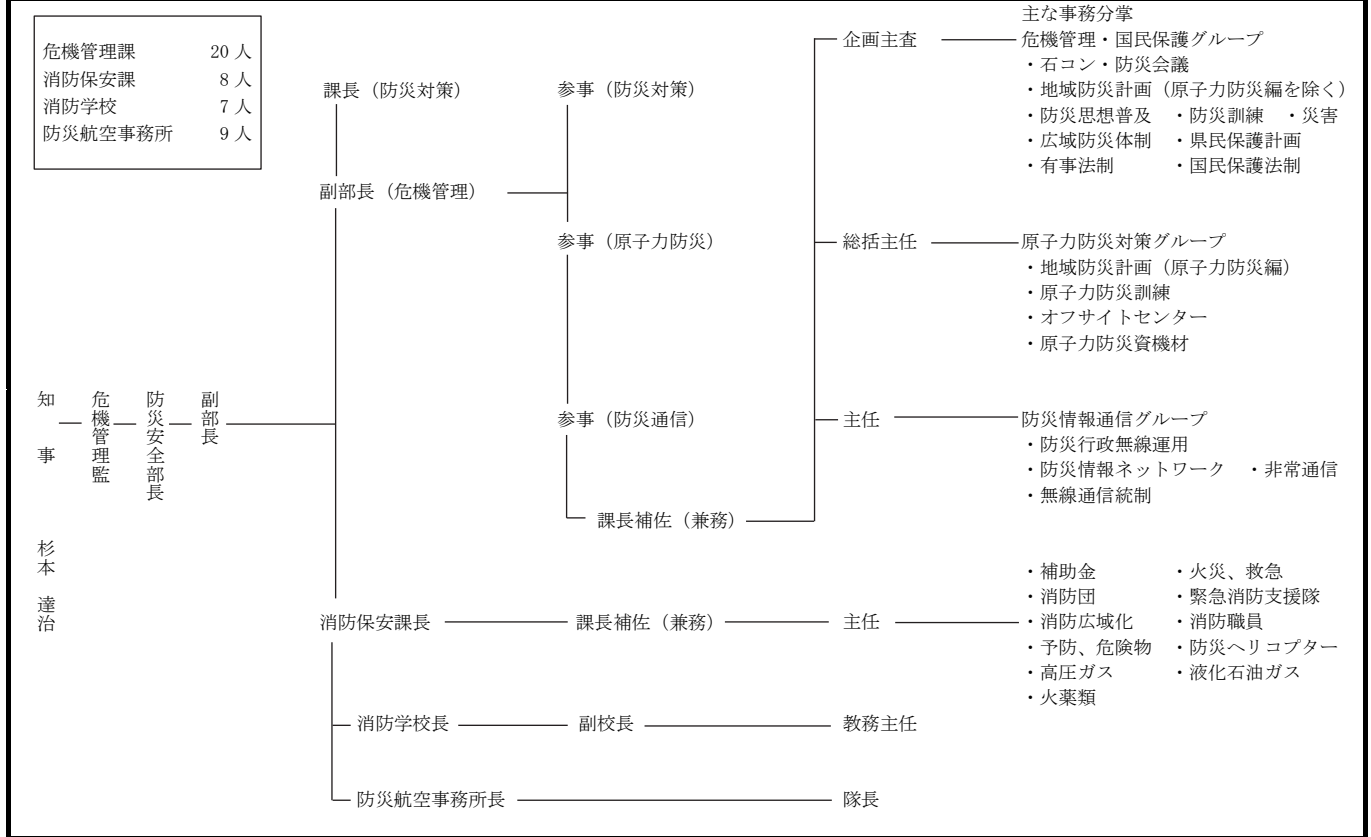 危機管理課 20 人
消防保安課 8 人
消防学校 7 人
防災航空事務所 9 人
知事 杉本 達治
危機管理監
防災安全部長
副部長
課長（防災対策）
副部長（危機管理）
参事（防災対策）
参事（原子力防災）
参事（防災通信）
課長補佐（兼務）
企画主査
主な事務分掌
危機管理・国民保護グループ
・石コン・防災会議
・地域防災計画（原子力防災編を除く）
・防災思想普及 ・防災訓練 ・災害
・広域防災体制 ・県民保護計画
・有事法制 ・国民保護法制
総括主任
原子力防災対策グループ
・地域防災計画（原子力防災編）
・原子力防災訓練
・オフサイトセンター
・原子力防災資機材
主任
防災情報通信グループ
・防災行政無線運用
・防災情報ネットワーク ・非常通信
・無線通信統制
消防保安課長
課長補佐（兼務）
主任
・補助金 ・火災、救急
・消防団 ・緊急消防支援隊
・消防広域化 ・消防職員
・予防、危険物 ・防災ヘリコプター
・高圧ガス ・液化石油ガス
・火薬類
消防学校長
副校長
教務主任
防災航空事務所長
隊長